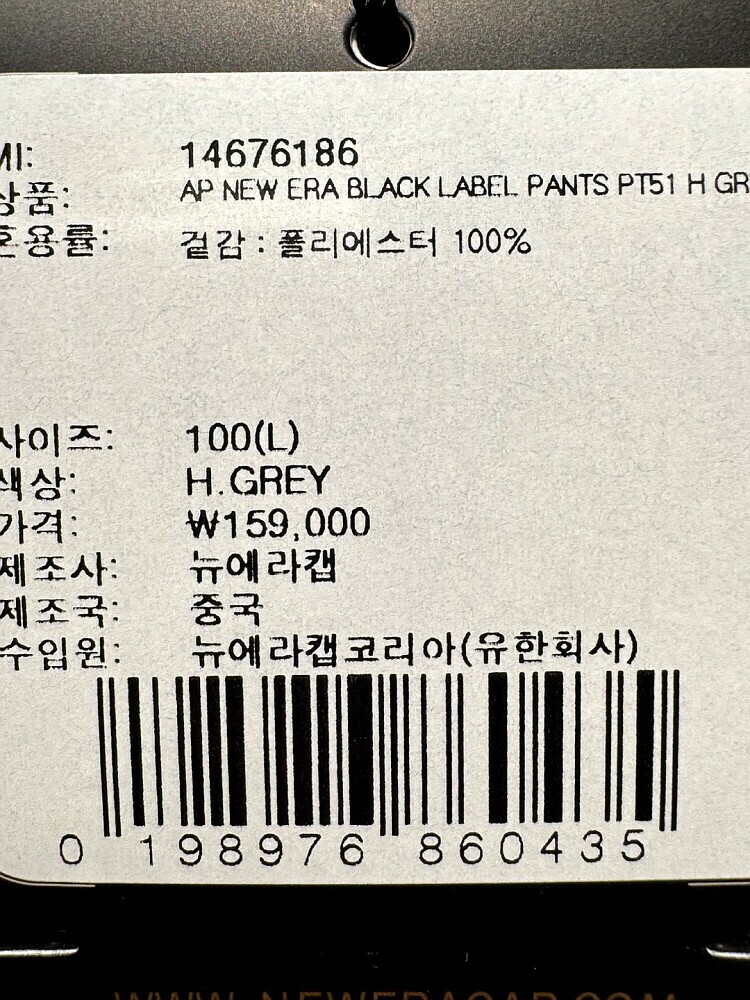 MI: 14676186
상품: AP NEW ERA BLACK LABEL PANTS PT51 H GR
혼용률: 겉감 : 폴리에스터 100%
사이즈: 100(L)
색상: H.GREY
가격: ₩159,000
제조사: 뉴에라캡
제조국: 중국
수입원: 뉴에라캡코리아(유한회사)
0 198976 860435
WWW.NEWERACAP.COM